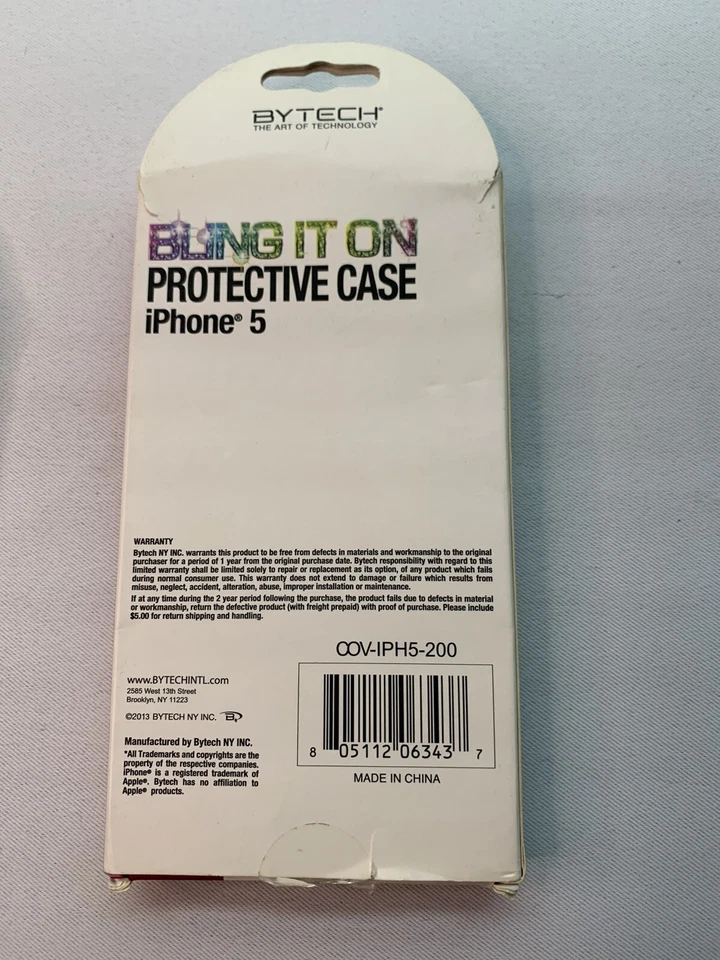 BYTECH®
THE ART OF TECHNOLOGY
BLING IT ON
PROTECTIVE CASE
iPhone® 5
WARRANTY
Bytech NY INC. warrants this product to be free from defects in materials and workmanship to the original
purchaser for a period of 1 year from the original purchase date. Bytech responsibility with regard to this
limited warranty shall be limited solely to repair or replacement as its option, of any product which fails
during normal consumer use. This warranty does not extend to damage or failure which results from
misuse, neglect, accident, alteration, abuse, improper installation or maintenance.
If at any time during the 2 year period following the purchase, the product fails due to defects in material
or workmanship, return the defective product (with freight prepaid) with proof of purchase. Please include
$5.00 for return shipping and handling.
OOV-IPH5-200
www.BYTECHINTL.com
2585 West 13th Street
Brooklyn, NY 11223
©2013 BYTECH NY INC.
8 05112 06343 7
MADE IN CHINA
Manufactured by Bytech NY INC.
*All Trademarks and copyrights are the
property of the respective companies.
iPhone® is a registered trademark of
Apple®. Bytech has no affiliation to
Apple® products.